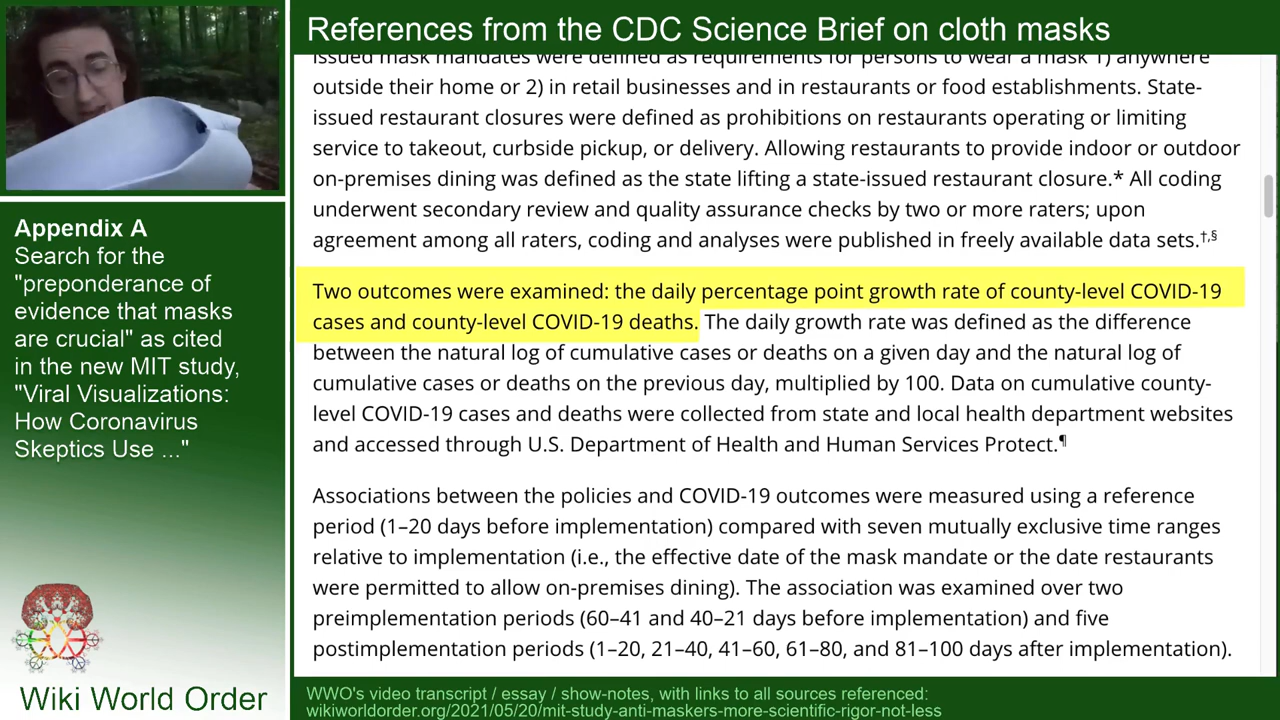 References from the CDC Science Brief on cloth masks
issued mask mandates were defined as requirements for persons to wear a mask 1) anywhere
outside their home or 2) in retail businesses and in restaurants or food establishments. State-
issued restaurant closures were defined as prohibitions on restaurants operating or limiting
service to takeout, curbside pickup, or delivery. Allowing restaurants to provide indoor or outdoor
on-premises dining was defined as the state lifting a state-issued restaurant closure.* All coding
underwent secondary review and quality assurance checks by two or more raters; upon
agreement among all raters, coding and analyses were published in freely available data sets.†,§
Two outcomes were examined: the daily percentage point growth rate of county-level COVID-19
cases and county-level COVID-19 deaths. The daily growth rate was defined as the difference
between the natural log of cumulative cases or deaths on a given day and the natural log of
cumulative cases or deaths on the previous day, multiplied by 100. Data on cumulative county-
level COVID-19 cases and deaths were collected from state and local health department websites
and accessed through U.S. Department of Health and Human Services Protect.¶
Associations between the policies and COVID-19 outcomes were measured using a reference
period (1–20 days before implementation) compared with seven mutually exclusive time ranges
relative to implementation (i.e., the effective date of the mask mandate or the date restaurants
were permitted to allow on-premises dining). The association was examined over two
preimplementation periods (60–41 and 40–21 days before implementation) and five
postimplementation periods (1–20, 21–40, 41–60, 61–80, and 81–100 days after implementation).
Appendix A
Search for the
"preponderance of
evidence that masks
are crucial" as cited
in the new MIT study,
"Viral Visualizations:
How Coronavirus
Skeptics Use ..."
Wiki World Order
WWO's video transcript / essay / show-notes, with links to all sources referenced:
wikiworldorder.org/2021/05/20/mit-study-anti-maskers-more-scientific-rigor-not-less